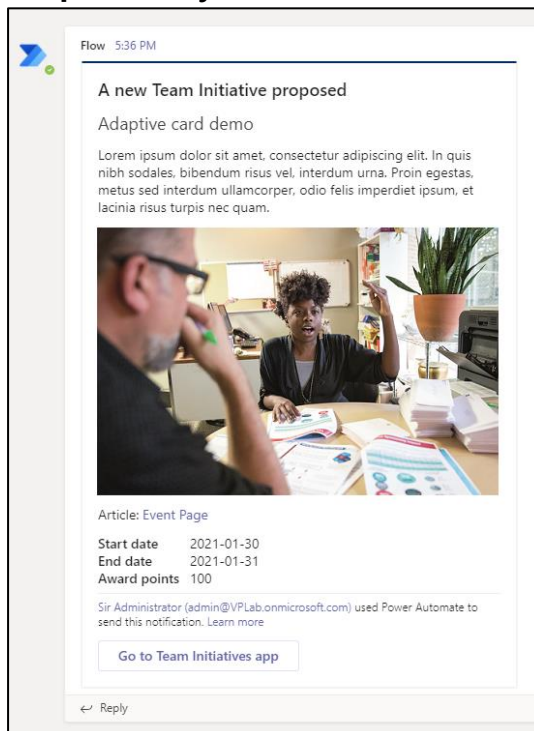 Flow 5:36 PM
A new Team Initiative proposed
Adaptive card demo
Lorem ipsum dolor sit amet, consectetur adipiscing elit. In quis
nibh sodales, bibendum risus vel, interdum urna. Proin egestas,
metus sed interdum ullamcorper, odio felis imperdiet ipsum, et
lacinia risus turpis nec quam.
Article: Event Page
Start date 2021-01-30
End date 2021-01-31
Award points 100
Sir Administrator (admin@VPLab.onmicrosoft.com) used Power Automate to
send this notification. Learn more
Go to Team Initiatives app
Reply